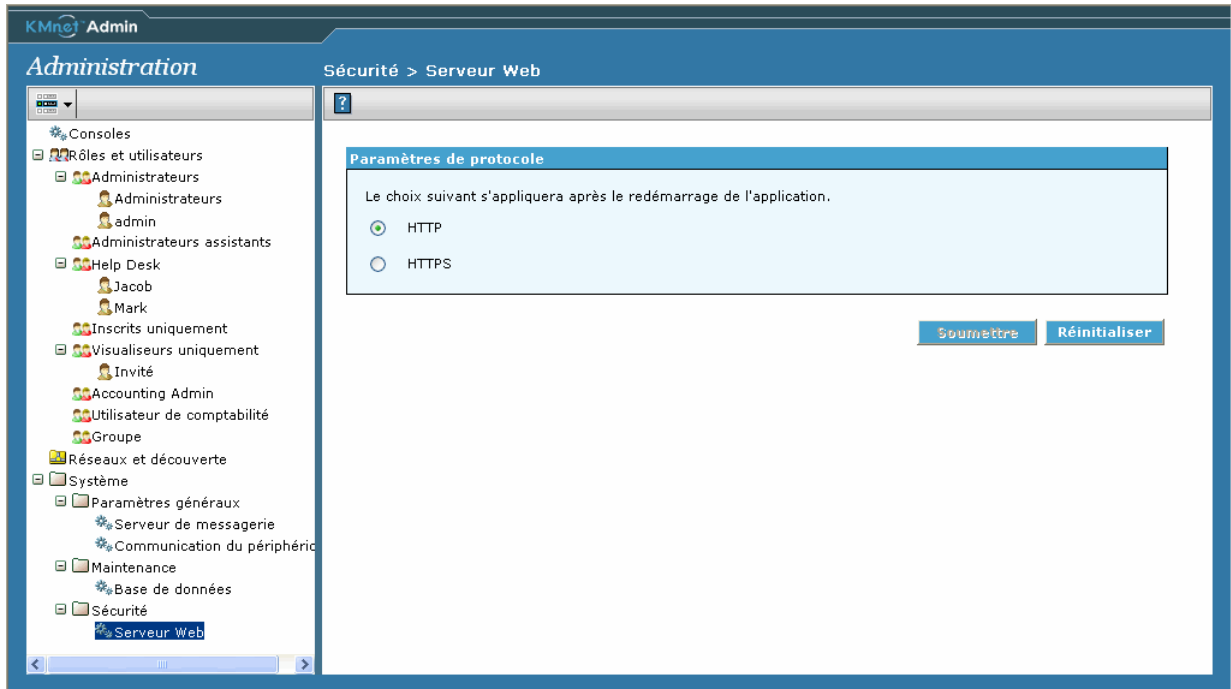 KMnet Admin
Administration
Sécurité > Serveur Web
?
Consoles
Rôles et utilisateurs
Administrateurs
Administrateurs
admin
Administrateurs assistants
Help Desk
Jacob
Mark
Inscrits uniquement
Visualiseurs uniquement
Invité
Accounting Admin
Utilisateur de comptabilité
Groupe
Réseaux et découverte
Système
Paramètres généraux
Serveur de messagerie
Communication du périphéric
Maintenance
Base de données
Sécurité
Serveur Web
Paramètres de protocole
Le choix suivant s'appliquera après le redémarrage de l'application.
HTTP
HTTPS
Soumettre Réinitialiser